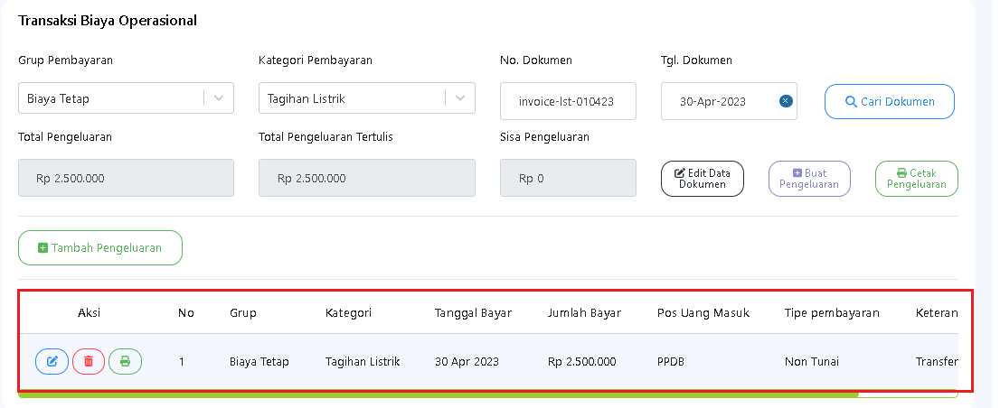 Transaksi Biaya Operasional
Grup Pembayaran Kategori Pembayaran No. Dokumen Tgl. Dokumen
Biaya Tetap Tagihan Listrik invoice-lst-010423 30-Apr-2023 Cari Dokumen
Total Pengeluaran Total Pengeluaran Tertulis Sisa Pengeluaran
Rp 2.500.000 Rp 2.500.000 Rp 0
Edit Data
Dokumen
Buat
Pengeluaran
Cetak
Pengeluaran
Tambah Pengeluaran
Aksi No Grup Kategori Tanggal Bayar Jumlah Bayar Pos Uang Masuk Tipe pembayaran Keteran
1 Biaya Tetap Tagihan Listrik 30 Apr 2023 Rp 2.500.000 PPDB Non Tunai Transfer